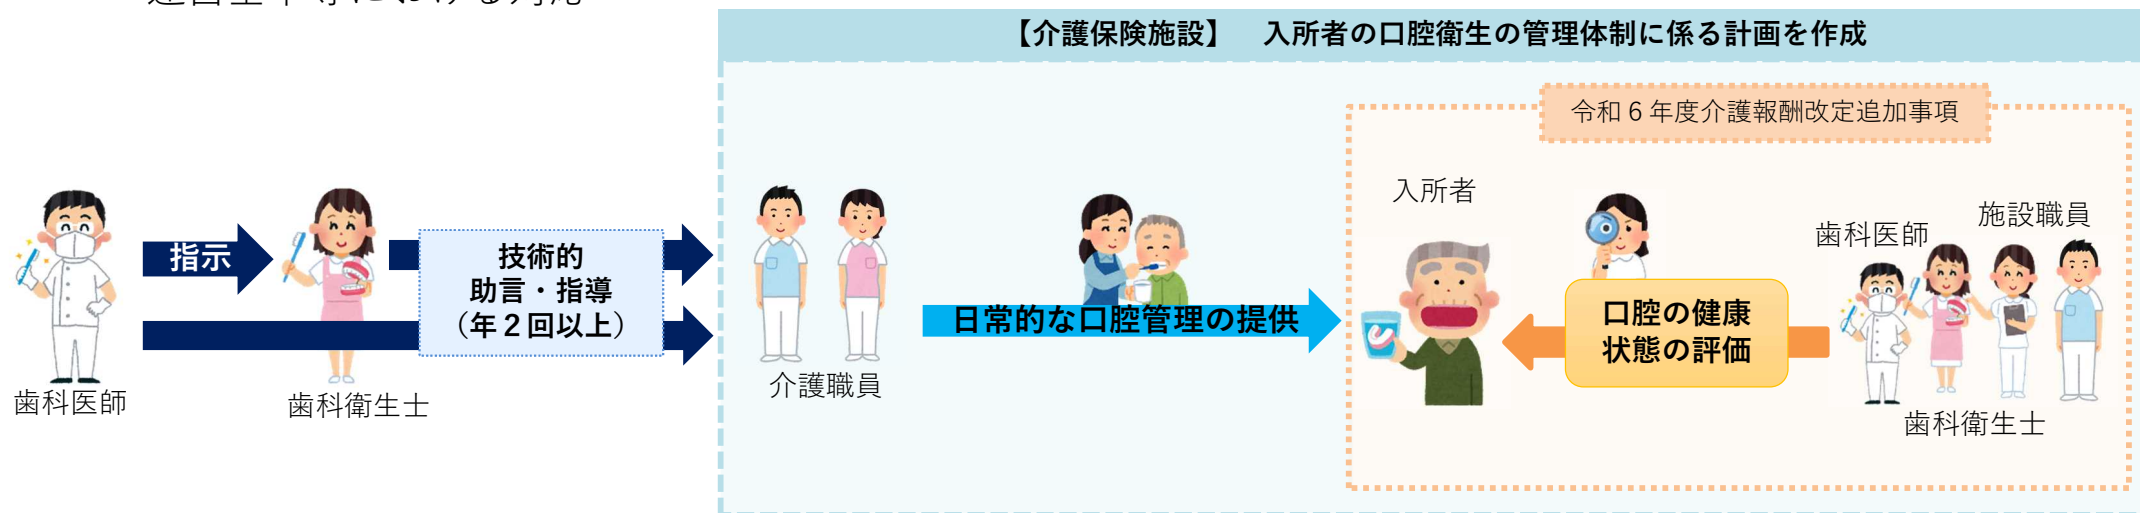 【介護保険施設】　入所者の口腔衛生の管理体制に係る計画を作成
令和６年度介護報酬改定追加事項
指示
技術的
助言・指導
（年２回以上）
歯科医師
歯科衛生士
介護職員
日常的な口腔管理の提供
入所者
口腔の健康
状態の評価
歯科医師
施設職員
歯科衛生士